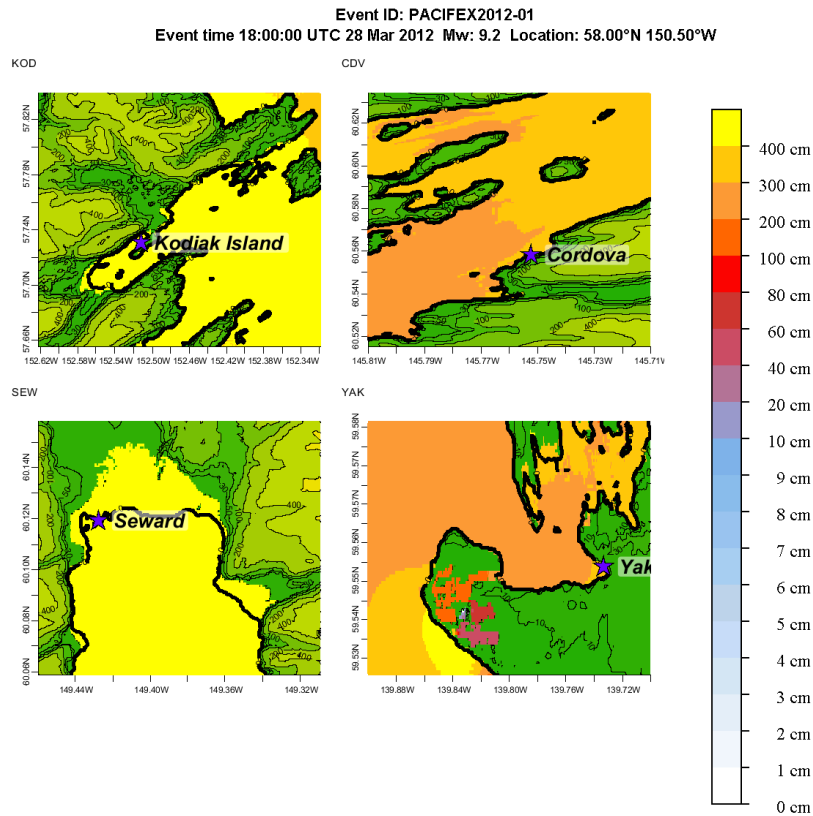 Event ID: PACIFEX2012-01
Event time 18:00:00 UTC 28 Mar 2012 Mw: 9.2 Location: 58.00°N 150.50°W
KOD
57.82N
57.78N
57.74N
57.70N
57.66N
Kodiak Island
152.62W 152.58W 152.54W 152.50W 152.46W 152.42W 152.38W 152.34W
CDV
60.62N
60.60N
60.58N
60.56N
60.54N
60.52N
Cordova
145.81W 145.79W 145.77W 145.75W 145.73W 145.71W
SEW
60.14N
60.12N
60.10N
60.08N
60.06N
Seward
149.44W 149.40W 149.36W 149.32W
YAK
59.58N
59.57N
59.57N
59.56N
59.55N
59.54N
59.53N
Yak
139.88W 139.84W 139.80W 139.76W 139.72W
400 cm
300 cm
200 cm
100 cm
80 cm
60 cm
40 cm
20 cm
10 cm
9 cm
8 cm
7 cm
6 cm
5 cm
4 cm
3 cm
2 cm
1 cm
0 cm